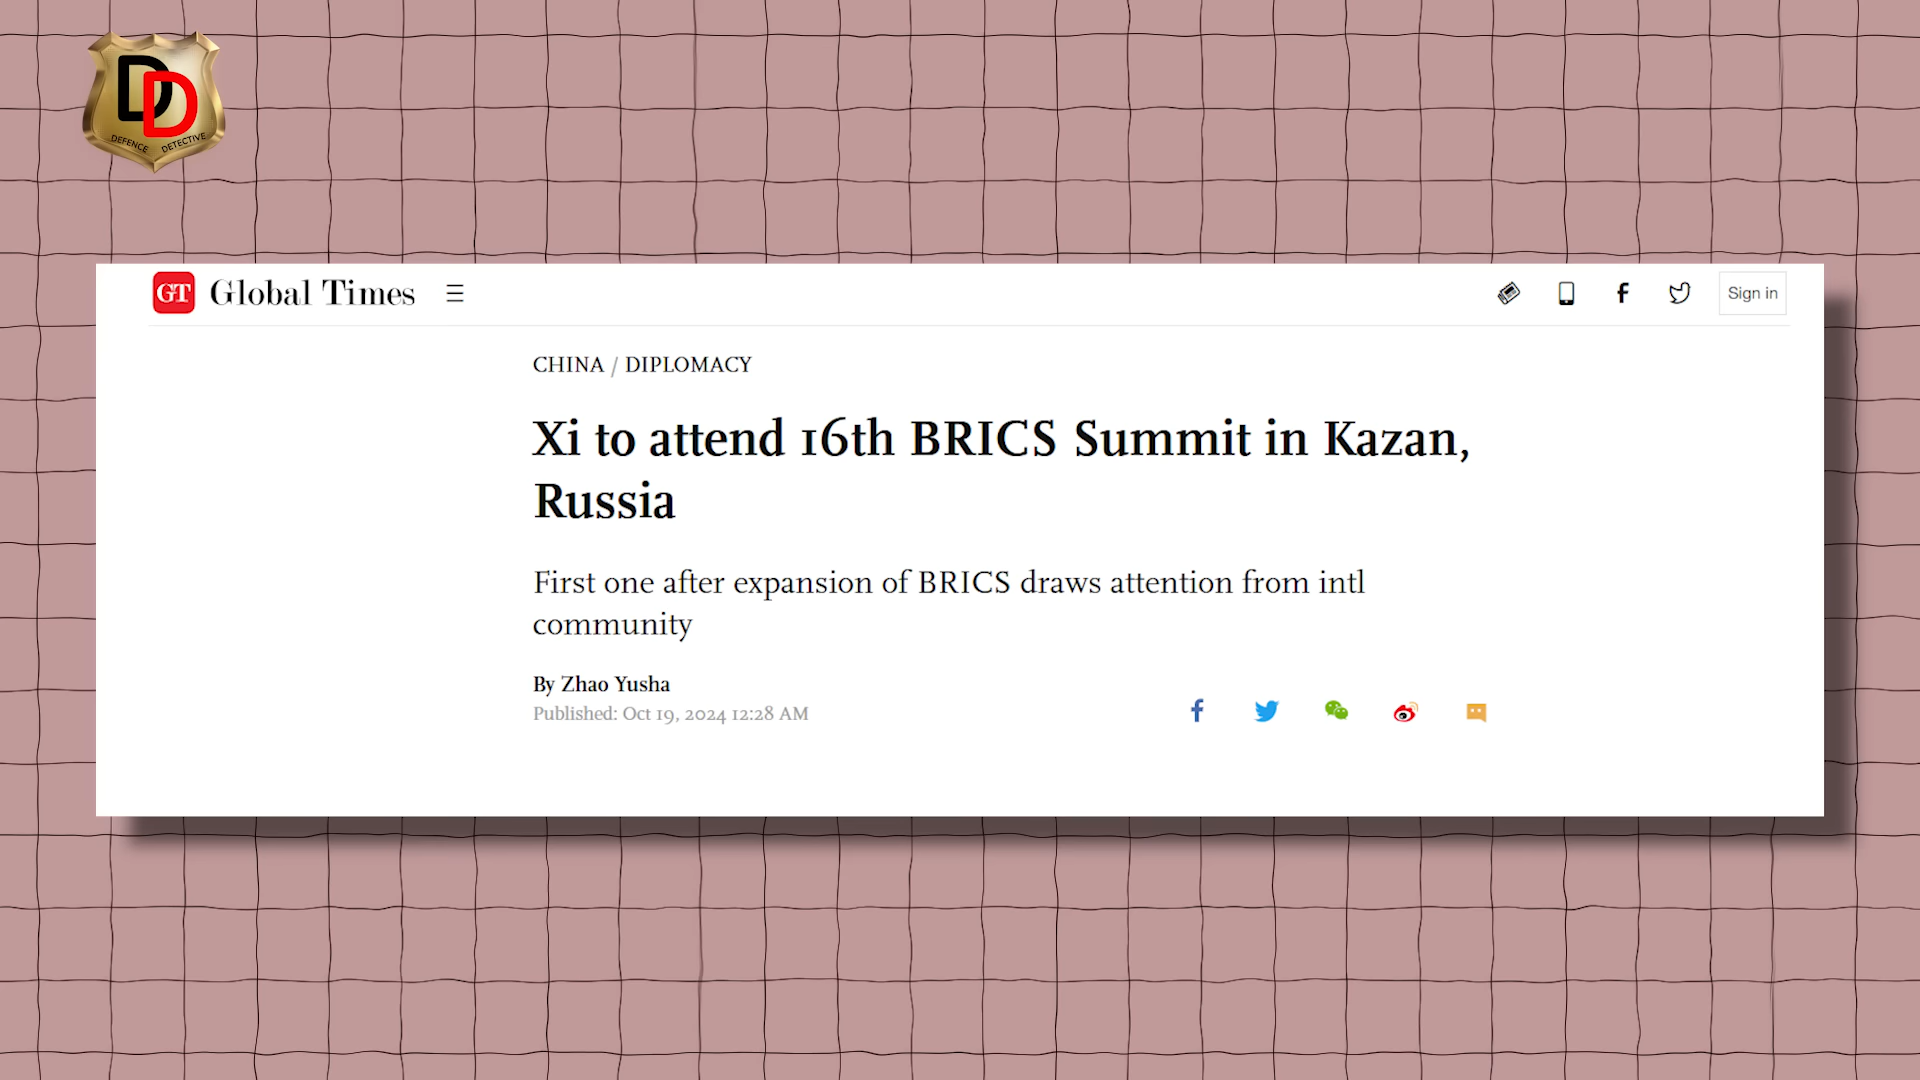 DD
DEFENCE DETECTIVE
GT Global Times
Sign in
CHINA / DIPLOMACY
Xi to attend 16th BRICS Summit in Kazan,
Russia
First one after expansion of BRICS draws attention from intl
community
By Zhao Yusha
Published: Oct 19, 2024 12:28 AM